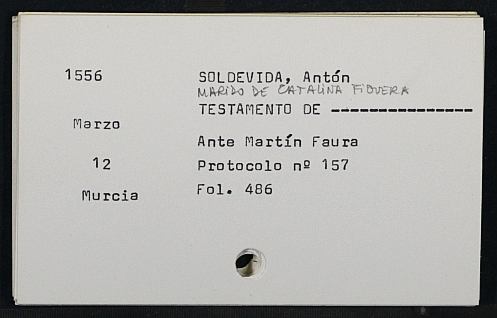 1556 SOLDEVIDA, Antón
MARIDO DE CATALINA FIGUERA
TESTAMENTO DE ----------------
Marzo
Ante Martín Faura
12 Protocolo nº 157
Murcia Fol. 486